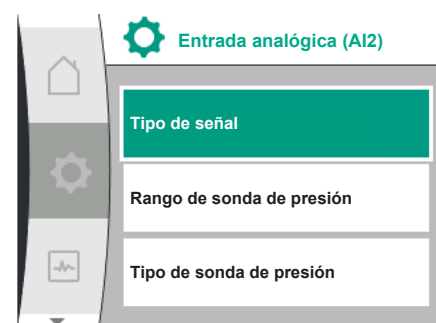 Entrada analógica (AI2)
Tipo de señal
Rango de sonda de presión
Tipo de sonda de presión